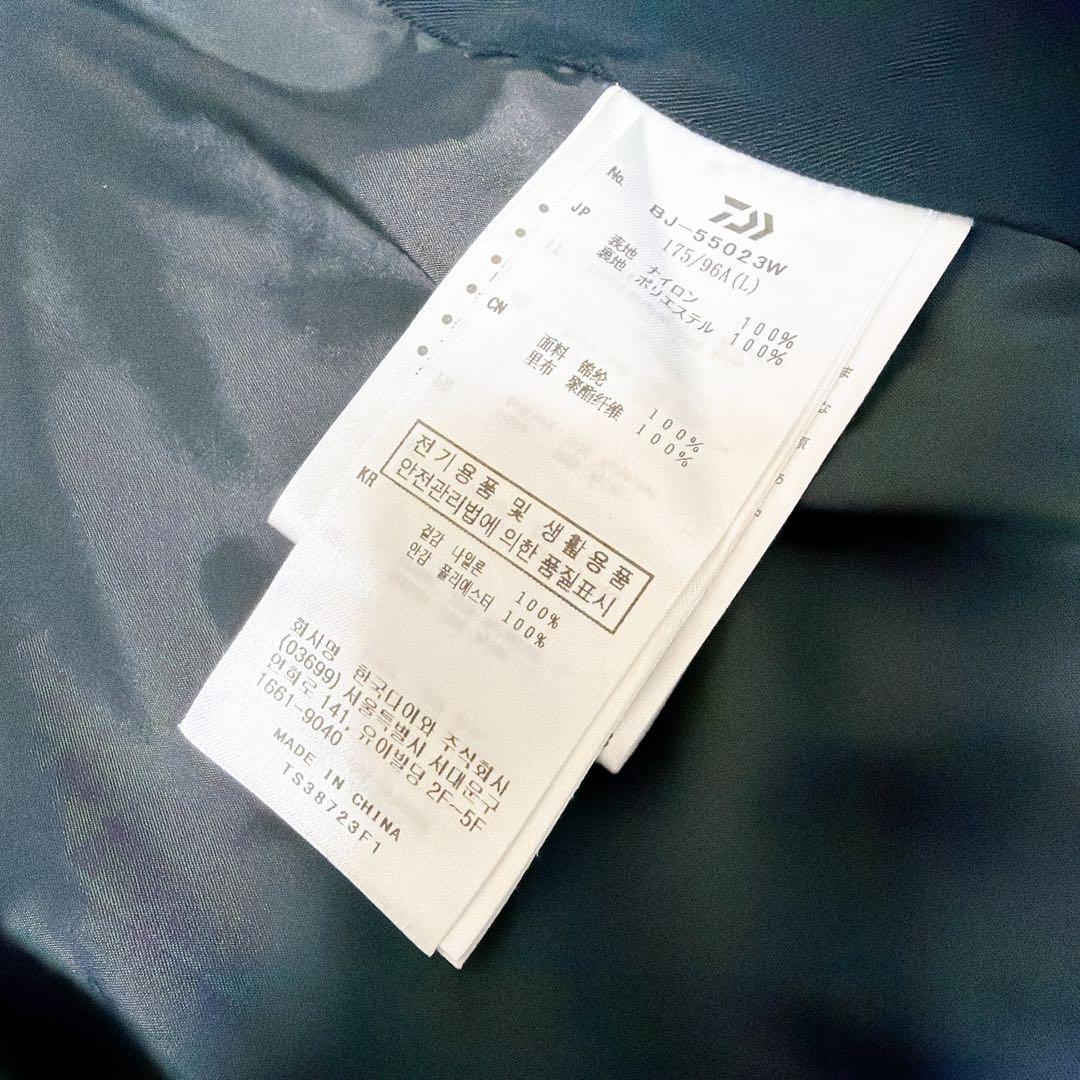 No. BJ-55023W
JP 175/96A(L)
表地 ナイロン 100%
裏地 ポリエステル 100%
CN
面料 锦纶 100%
里布 聚酯纤维 100%
전기용품 및 생활용품
안전관리법에 의한 품질표시
KR
겉감 나일론 100%
안감 폴리에스터 100%
회사명 한국다이와 주식회사
(03699) 서울특별시 서대문구
연희로 141, 유이빌딩 2F~5F
1661-9040
MADE IN CHINA
TS38723F1